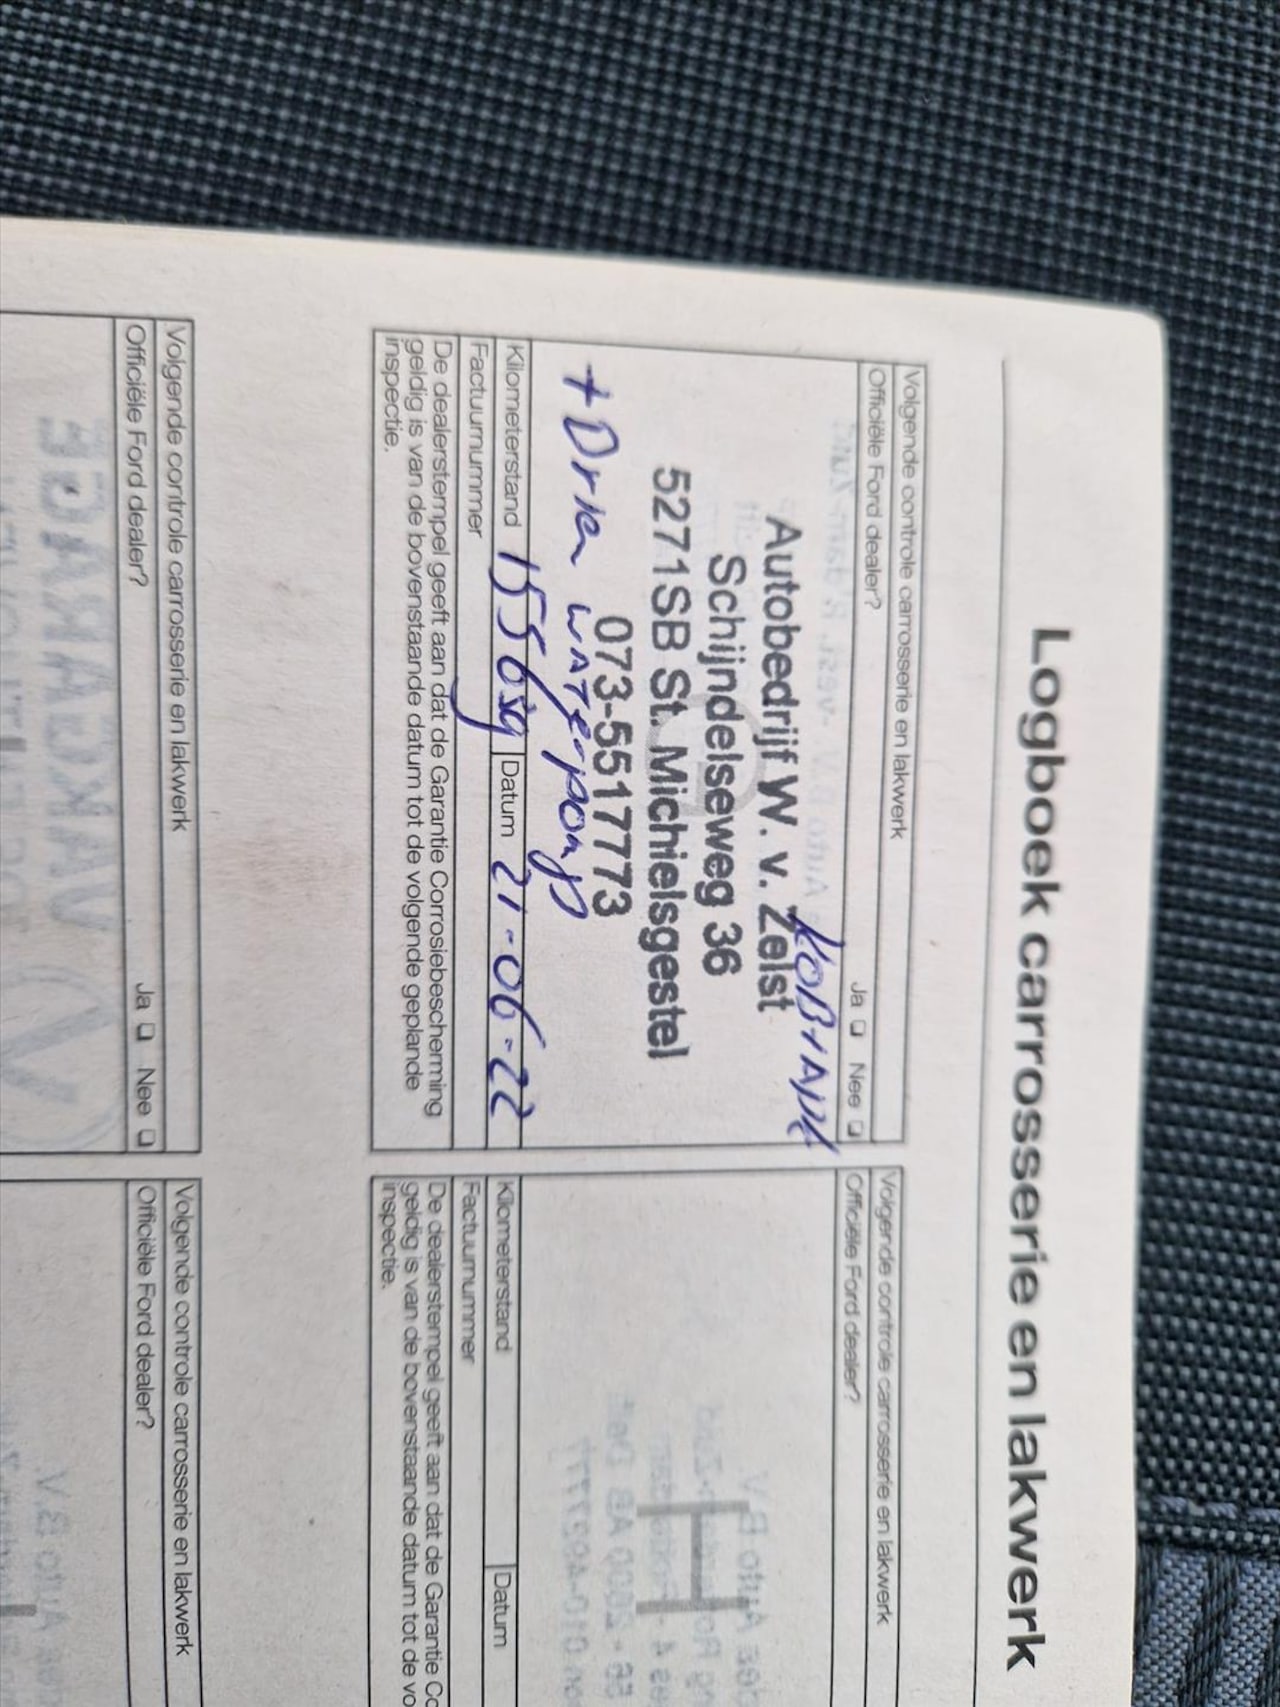 Logboek carrosserie en lakwerk
Volgende controle carrosserie en lakwerk
Officiële Ford dealer? Ja Nee
Autobedrijf W. v. Zelst
Schijndelseweg 36
5271SB St. Michielsgestel
073-5517773
+ Driem waterpomp
Kilometerstand Datum 21-06-22
Factuurnummer
De dealerstempel geeft aan dat de Garantie Corrosiebescherming
geldig is van de bovenstaande datum tot de volgende geplande
inspectie.
Volgende controle carrosserie en lakwerk
Officiële Ford dealer?
Kilometerstand Datum
Factuurnummer
De dealerstempel geeft aan dat de Garantie Co
geldig is van de bovenstaande datum tot de vo
inspectie.
Volgende controle carrosserie en lakwerk
Officiële Ford dealer? Ja Nee
Volgende controle carrosserie en lakwerk
Officiële Ford dealer?